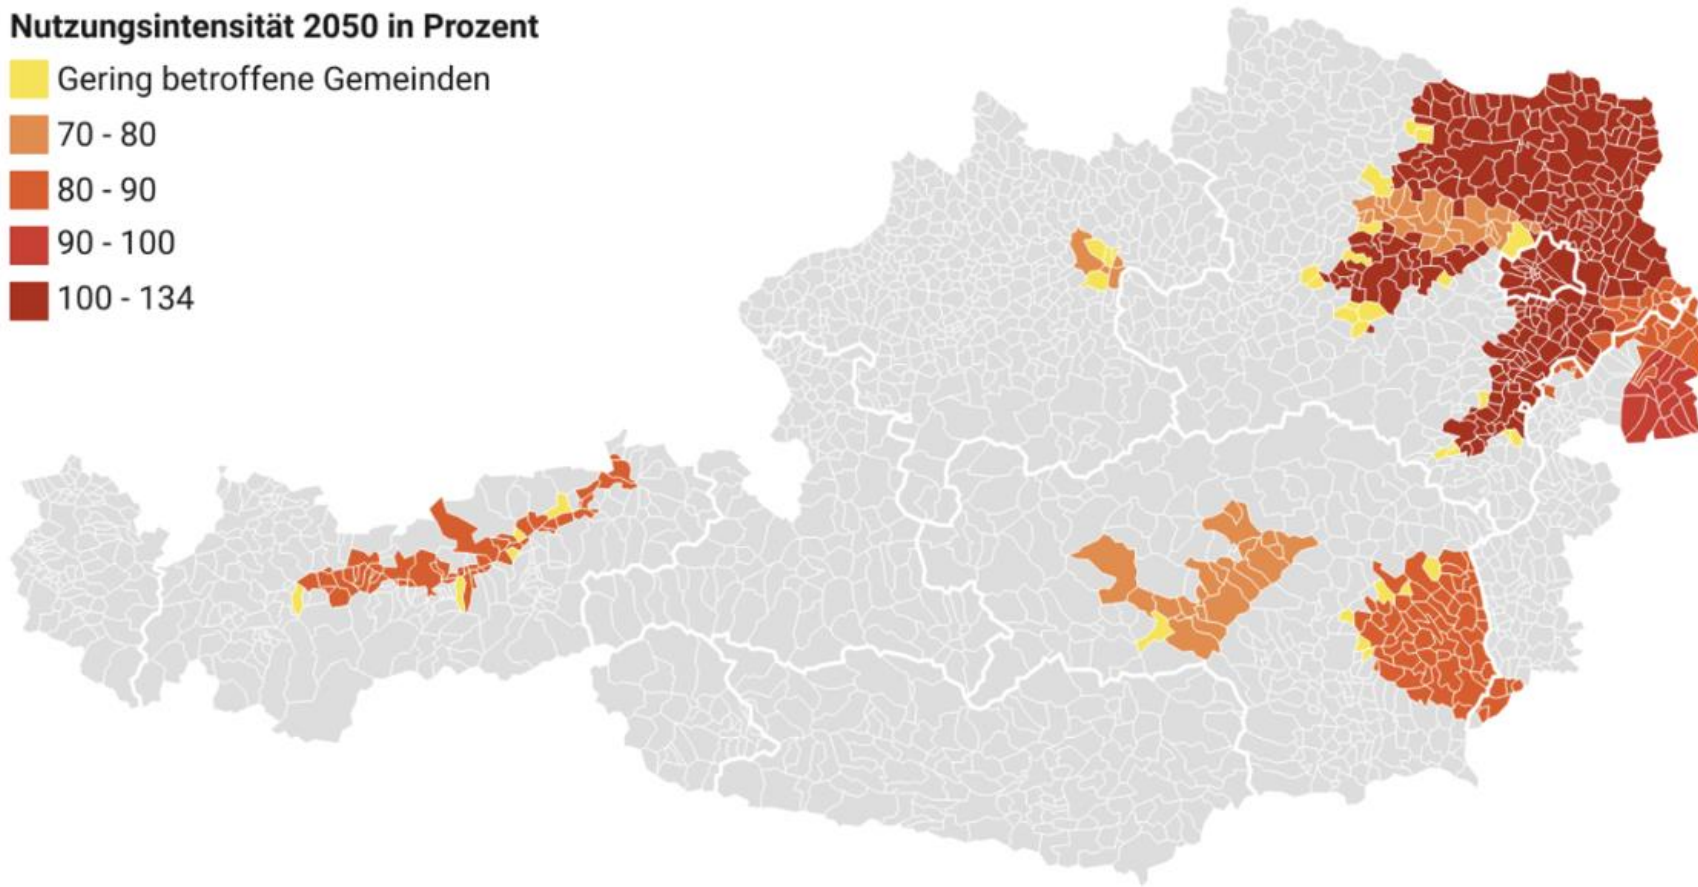 Nutzungsintensität 2050 in Prozent
Gering betroffene Gemeinden
70 - 80
80 - 90
90 - 100
100 - 134